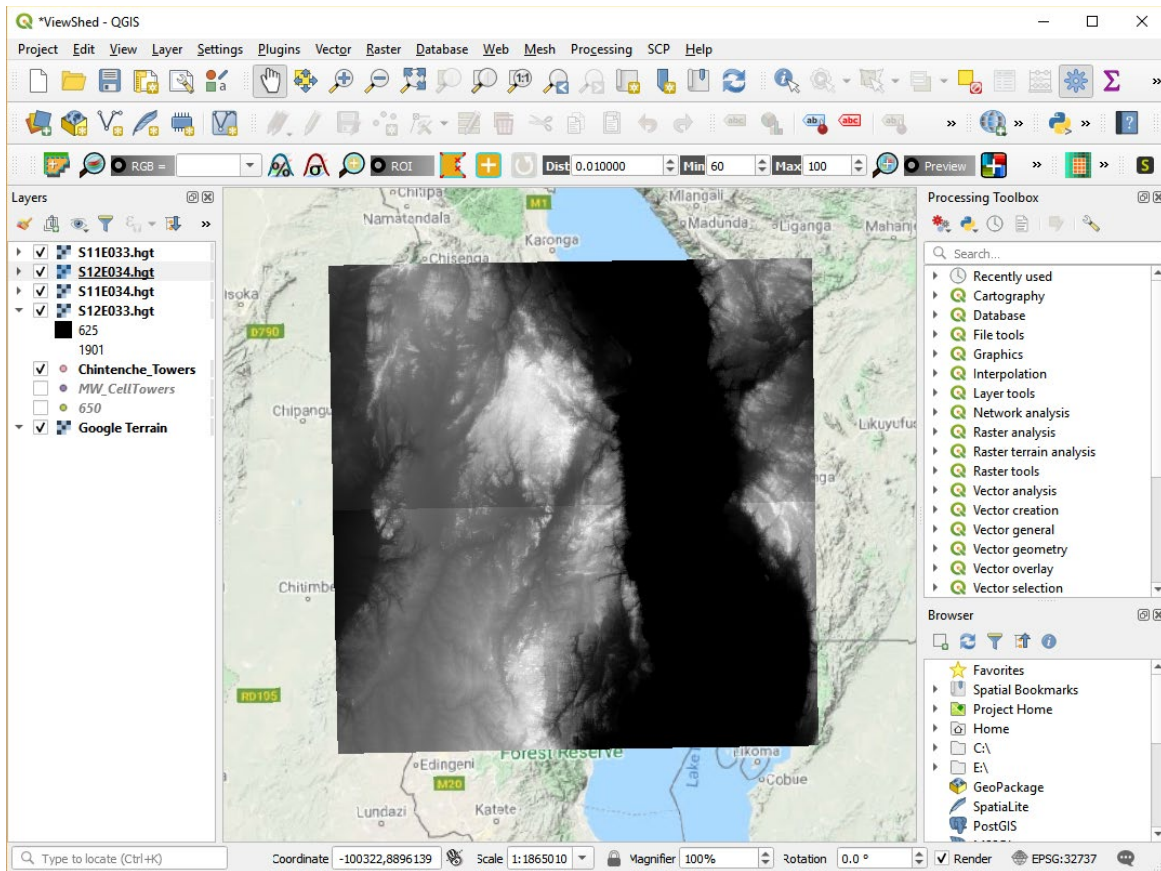 *ViewShed - QGIS
Project Edit View Layer Settings Plugins Vector Raster Database Web Mesh Processing SCP Help
RGB = ROI Dist 0.010000 Min 60 Max 100 Preview S
Layers
S11E033.hgt
S12E034.hgt
S11E034.hgt
S12E033.hgt
625
1901
Chintenche_Towers
MW_CellTowers
650
Google Terrain
Chitipa
M1
Mlangali
Namatandala
Madunda
Liganga
Mahanje
Karonga
Chisenga
isoka
D790
Chipangu
Likuyufus
nga
Chitimbe
RD105
Forest Reserve
Edingeni
M20
Lake
Likoma
Cobue
Lundazi
Katete
Processing Toolbox
Search...
Recently used
Cartography
Database
File tools
Graphics
Interpolation
Layer tools
Network analysis
Raster analysis
Raster terrain analysis
Raster tools
Vector analysis
Vector creation
Vector general
Vector geometry
Vector overlay
Vector selection
Browser
Favorites
Spatial Bookmarks
Project Home
Home
C:\
E:\
GeoPackage
SpatiaLite
PostGIS
Type to locate (Ctrl+K) Coordinate -100322,8896139 Scale 1:1865010 Magnifier 100% Rotation 0.0 ° Render EPSG:32737